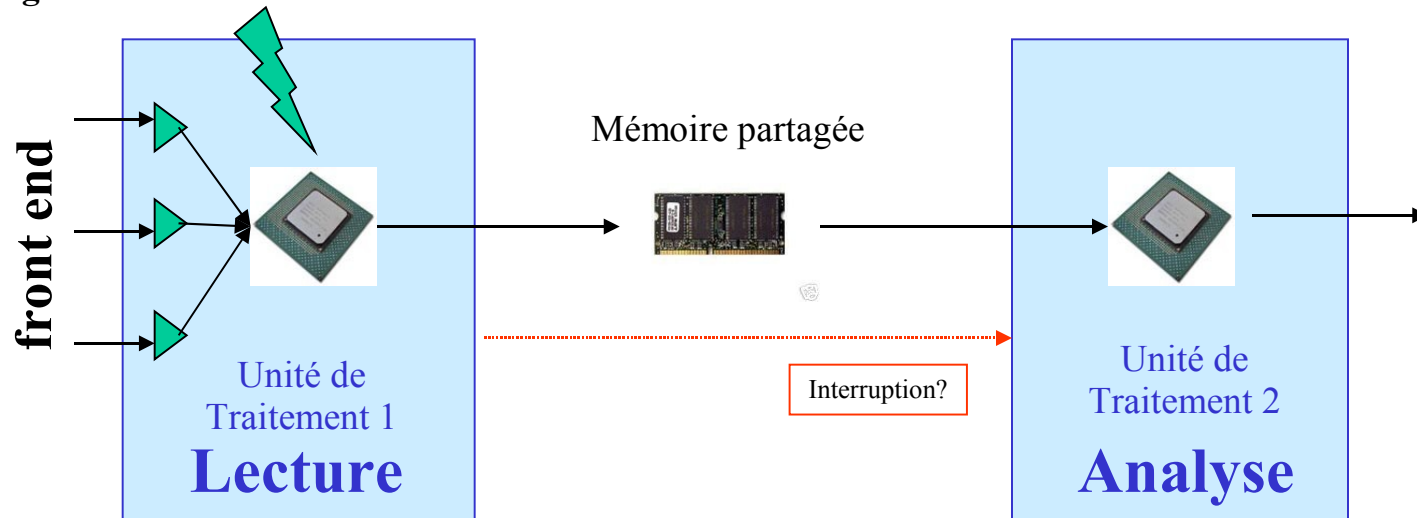 g
front end
Mémoire partagée
Interruption?
Unité de
Traitement 1
Lecture
Unité de
Traitement 2
Analyse